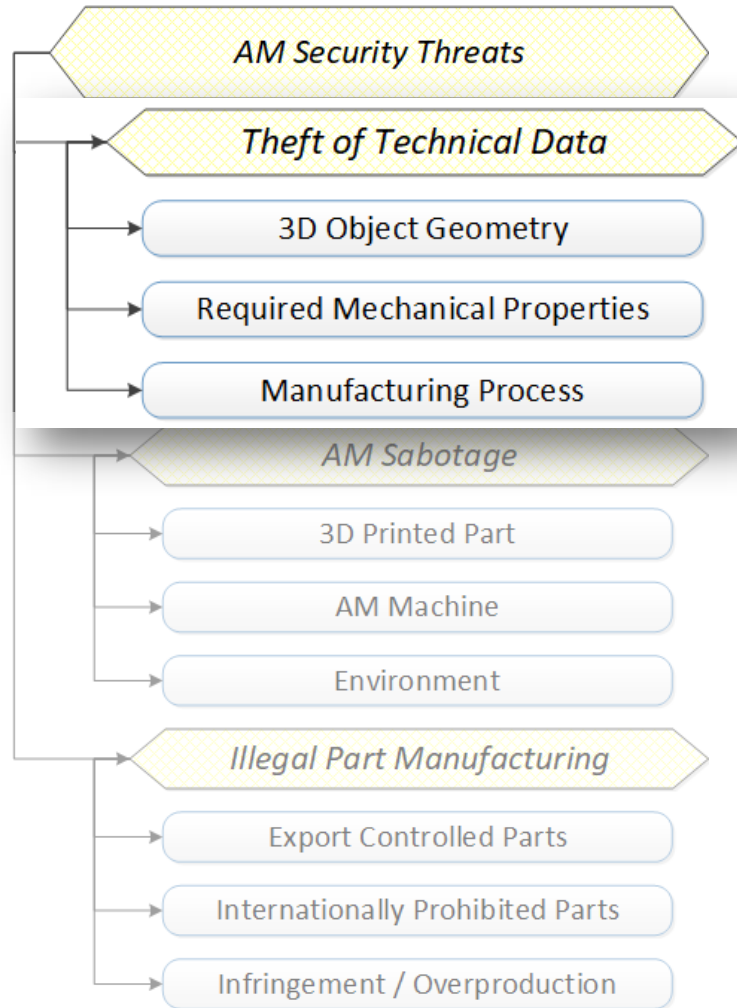 AM Security Threats
Theft of Technical Data
3D Object Geometry
Required Mechanical Properties
Manufacturing Process
AM Sabotage
3D Printed Part
AM Machine
Environment
Illegal Part Manufacturing
Export Controlled Parts
Internationally Prohibited Parts
Infringement / Overproduction